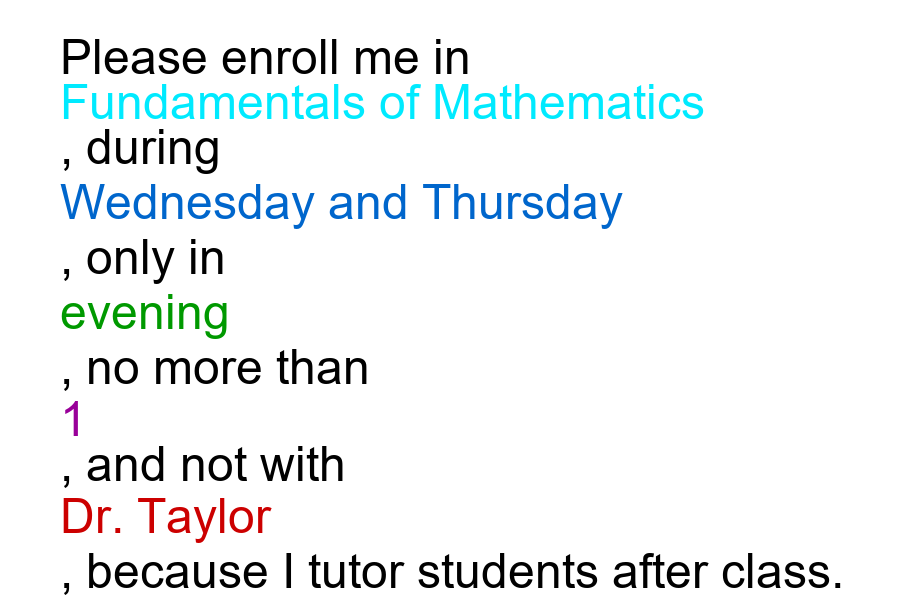 Please enroll me in
Fundamentals of Mathematics
, during
Wednesday and Thursday
, only in
evening
, no more than
1
, and not with
Dr. Taylor
, because I tutor students after class.